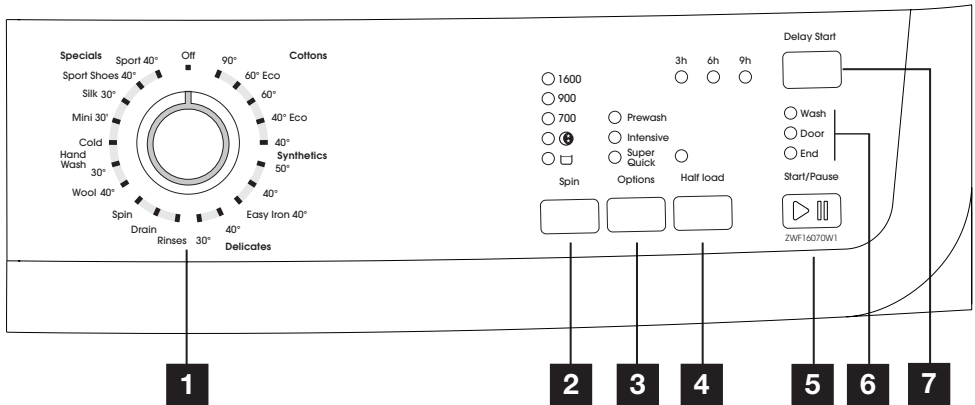 Specials
Off
Cottons
Sport 40°
Sport Shoes 40°
Silk 30°
Mini 30'
Cold
Hand
Wash
30°
Wool 40°
Spin
Drain
Rinses
90°
60° Eco
60°
40° Eco
40°
Synthetics
50°
40°
Easy Iron 40°
40°
30°
Delicates
1600
900
700
Spin
Prewash
Intensive
Super
Quick
Options
Half load
3h 6h 9h
Delay Start
Wash
Door
End
Start/Pause
ZWF16070W1
1 2 3 4 5 6 7